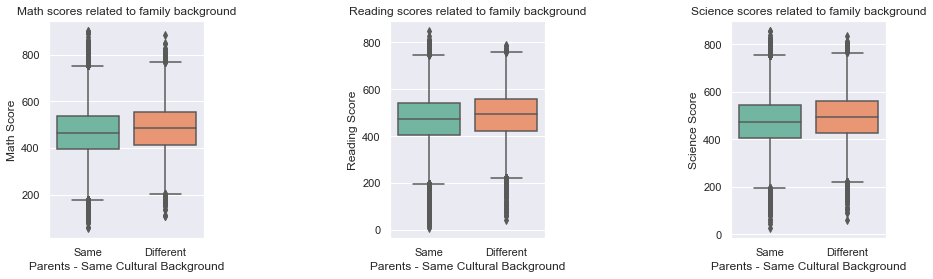 Math scores related to family background
800
600
400
200
Math Score
Same Different
Parents - Same Cultural Background
Reading scores related to family background
800
600
400
200
0
Reading Score
Same Different
Parents - Same Cultural Background
Science scores related to family background
800
600
400
200
0
Science Score
Same Different
Parents - Same Cultural Background